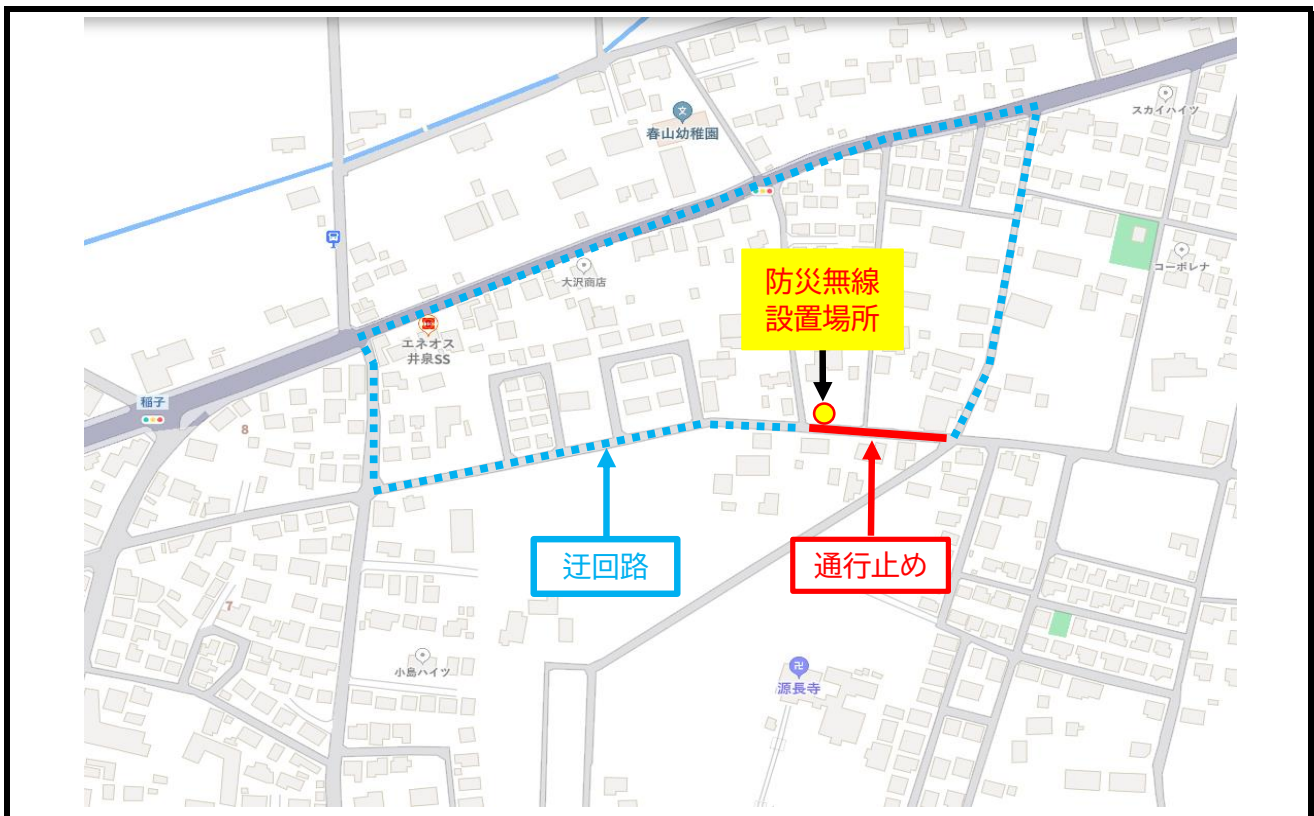 文
春山幼稚園
スカイハイツ
大沢商店
コーポレナ
防災無線
設置場所
エネオス
井泉SS
稲子
8
迂回路
通行止め
7
小島ハイツ
卍
源長寺